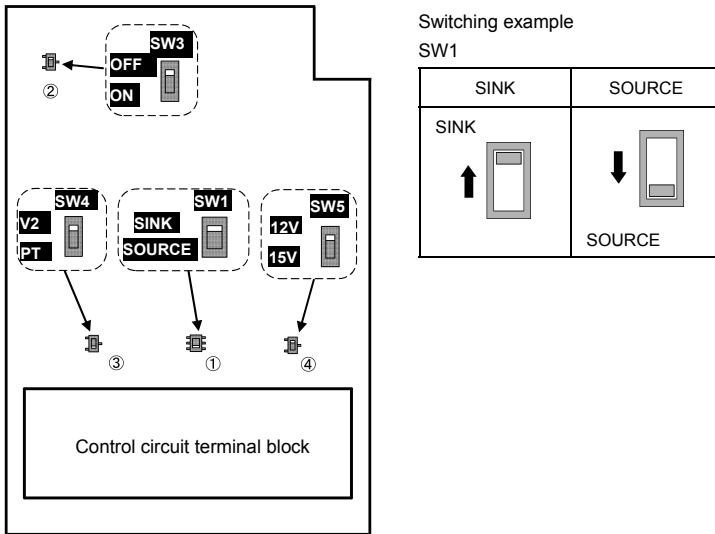 SW3
OFF
ON
②
SW4
V2
PT
SW1
SINK
SOURCE
SW5
12V
15V
③
①
④
Control circuit terminal block
Switching example
SW1
SINK SOURCE
SINK
SOURCE